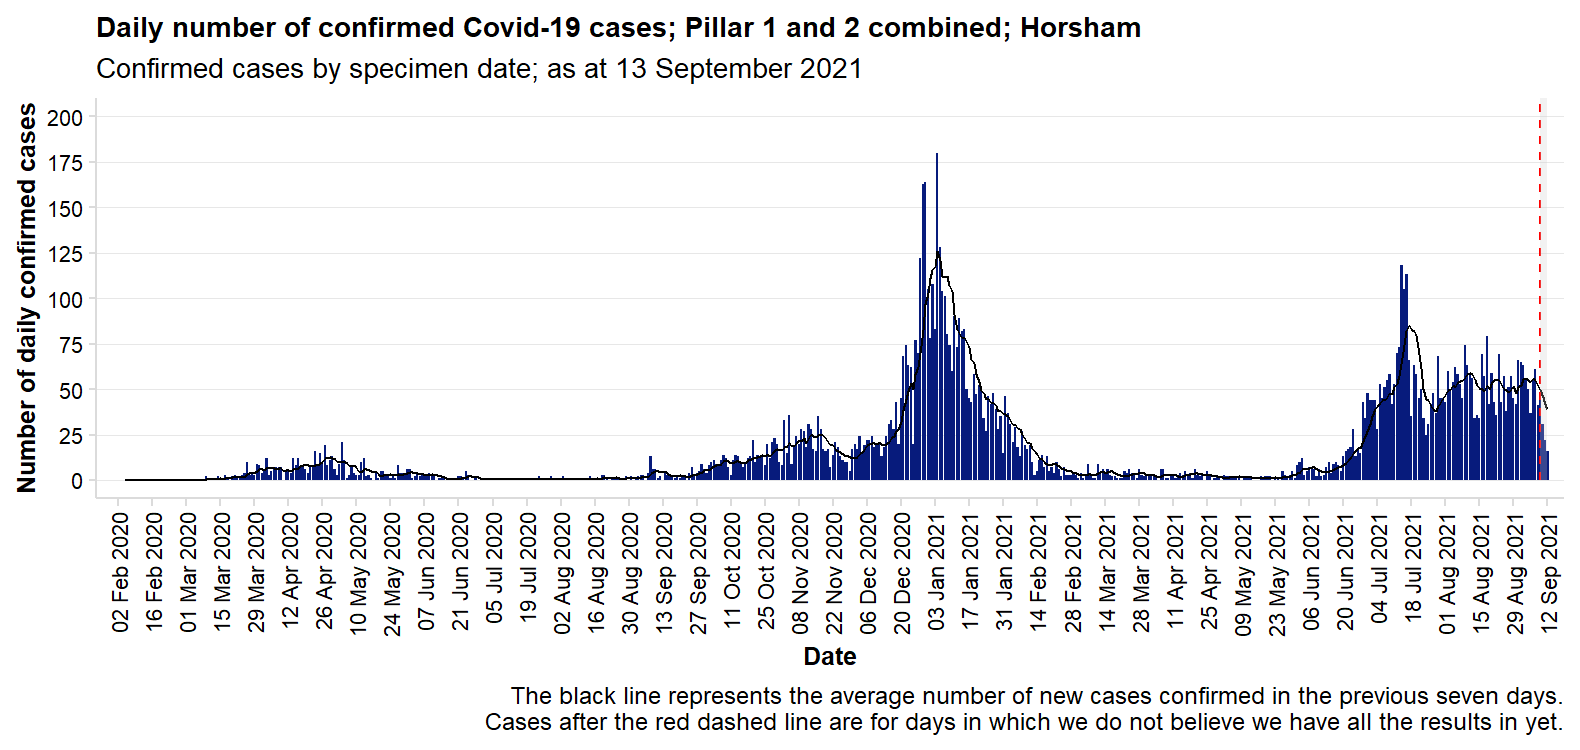 Daily number of confirmed Covid-19 cases; Pillar 1 and 2 combined; Horsham
Confirmed cases by specimen date; as at 13 September 2021
Number of daily confirmed cases
200
175
150
125
100
75
50
25
0
02 Feb 2020
16 Feb 2020
01 Mar 2020
15 Mar 2020
29 Mar 2020
12 Apr 2020
26 Apr 2020
10 May 2020
24 May 2020
07 Jun 2020
21 Jun 2020
05 Jul 2020
19 Jul 2020
02 Aug 2020
16 Aug 2020
30 Aug 2020
13 Sep 2020
27 Sep 2020
11 Oct 2020
25 Oct 2020
08 Nov 2020
22 Nov 2020
06 Dec 2020
20 Dec 2020
03 Jan 2021
17 Jan 2021
31 Jan 2021
14 Feb 2021
28 Feb 2021
14 Mar 2021
28 Mar 2021
11 Apr 2021
25 Apr 2021
09 May 2021
23 May 2021
06 Jun 2021
20 Jun 2021
04 Jul 2021
18 Jul 2021
01 Aug 2021
15 Aug 2021
29 Aug 2021
12 Sep 2021
Date
The black line represents the average number of new cases confirmed in the previous seven days.
Cases after the red dashed line are for days in which we do not believe we have all the results in yet.